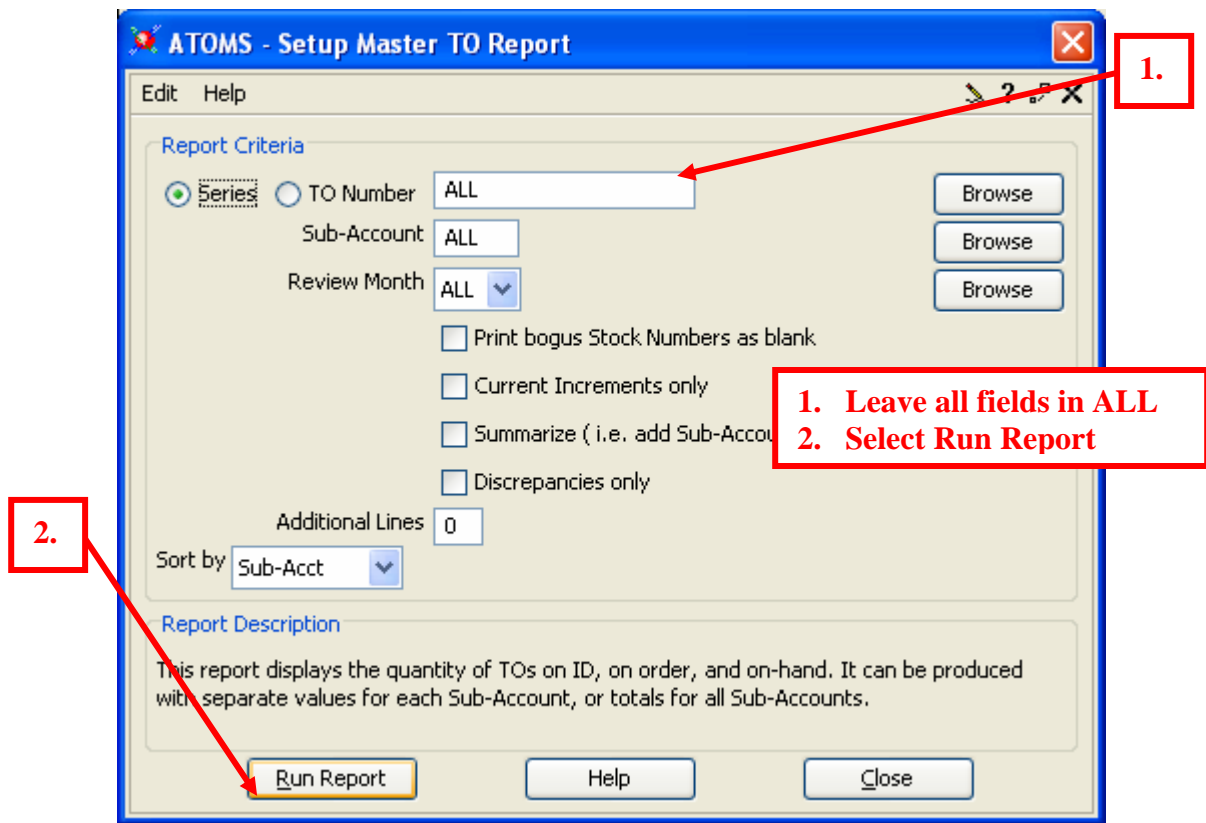 ATOMS - Setup Master TO Report
1.
Edit Help
Report Criteria
Series TO Number ALL Browse
Sub-Account ALL Browse
Review Month ALL Browse
Print bogus Stock Numbers as blank
Current Increments only
1. Leave all fields in ALL
Summarize ( i.e. add Sub-Accou
2. Select Run Report
Discrepancies only
Additional Lines 0
2.
Sort by Sub-Acct
Report Description
This report displays the quantity of TOs on ID, on order, and on-hand. It can be produced
with separate values for each Sub-Account, or totals for all Sub-Accounts.
Run Report Help Close